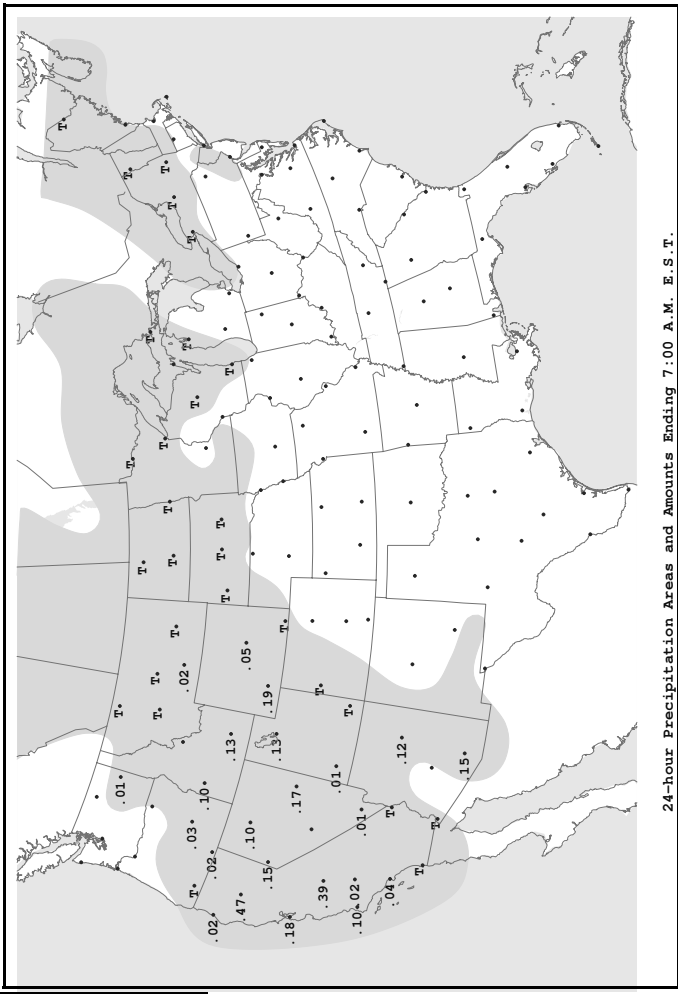 T
.01
T
T
T
T
T
T
T
T
T
T
T
T
T
.02
T
T
.03
T
T
.10
.02
.02
T
T
T
T
.13
.47
.05
.10
.19
.15
.13
T
.18
.17
T
.39
.01
T
.02
.10
.01
.04
T
.12
T
T
.15
24-hour Precipitation Areas and Amounts Ending 7:00 A.M. E.S.T.